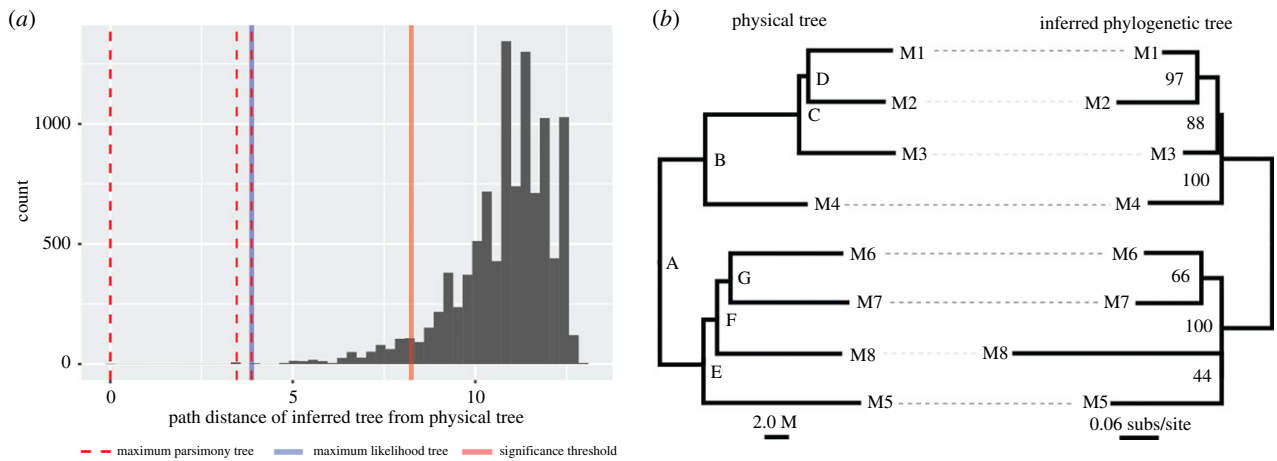 (a)
count
1000
500
0
0
5
10
path distance of inferred tree from physical tree
maximum parsimony tree
maximum likelihood tree
significance threshold
(b)
physical tree
inferred phylogenetic tree
M1
M1
D
97
M2
M2
C
88
M3
M3
B
100
M4
M4
A
M6
M6
G
66
M7
M7
F
100
M8
M8
E
44
M5
M5
2.0 M
0.06 subs/site